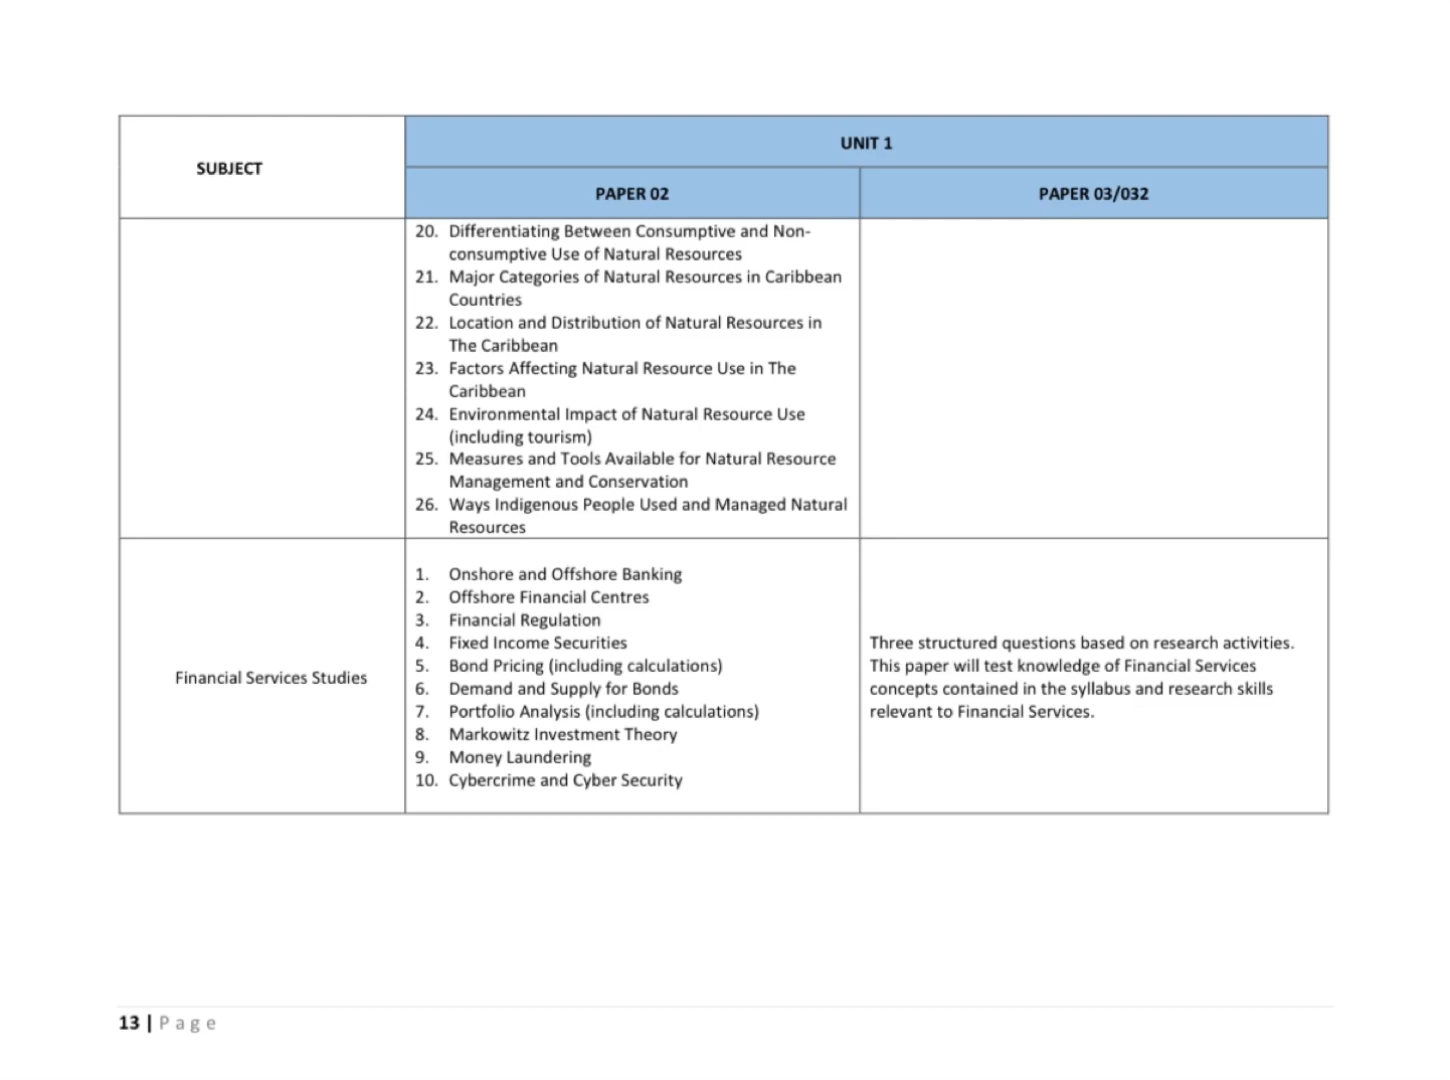 SUBJECT
UNIT 1
PAPER 02
PAPER 03/032
20. Differentiating Between Consumptive and Non-
consumptive Use of Natural Resources
21. Major Categories of Natural Resources in Caribbean
Countries
22. Location and Distribution of Natural Resources in
The Caribbean
23. Factors Affecting Natural Resource Use in The
Caribbean
24. Environmental Impact of Natural Resource Use
(including tourism)
25. Measures and Tools Available for Natural Resource
Management and Conservation
26. Ways Indigenous People Used and Managed Natural
Resources
Financial Services Studies
1. Onshore and Offshore Banking
2. Offshore Financial Centres
3. Financial Regulation
4. Fixed Income Securities
5. Bond Pricing (including calculations)
6. Demand and Supply for Bonds
7. Portfolio Analysis (including calculations)
8. Markowitz Investment Theory
9. Money Laundering
10. Cybercrime and Cyber Security
Three structured questions based on research activities.
This paper will test knowledge of Financial Services
concepts contained in the syllabus and research skills
relevant to Financial Services.
13 | Page